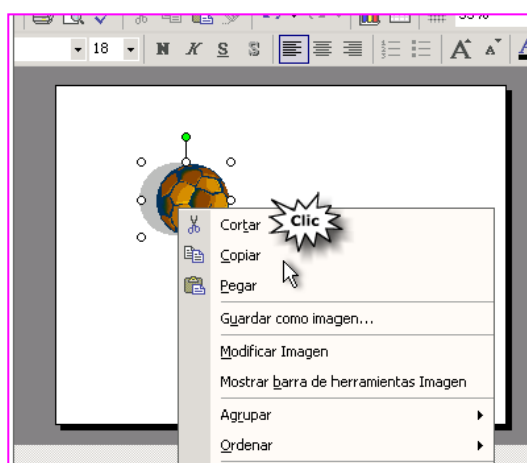 18 N K S S A A
Cortar
Clic
Copiar
Pegar
Guardar como imagen...
Modificar Imagen
Mostrar barra de herramientas Imagen
Agrupar
Ordenar